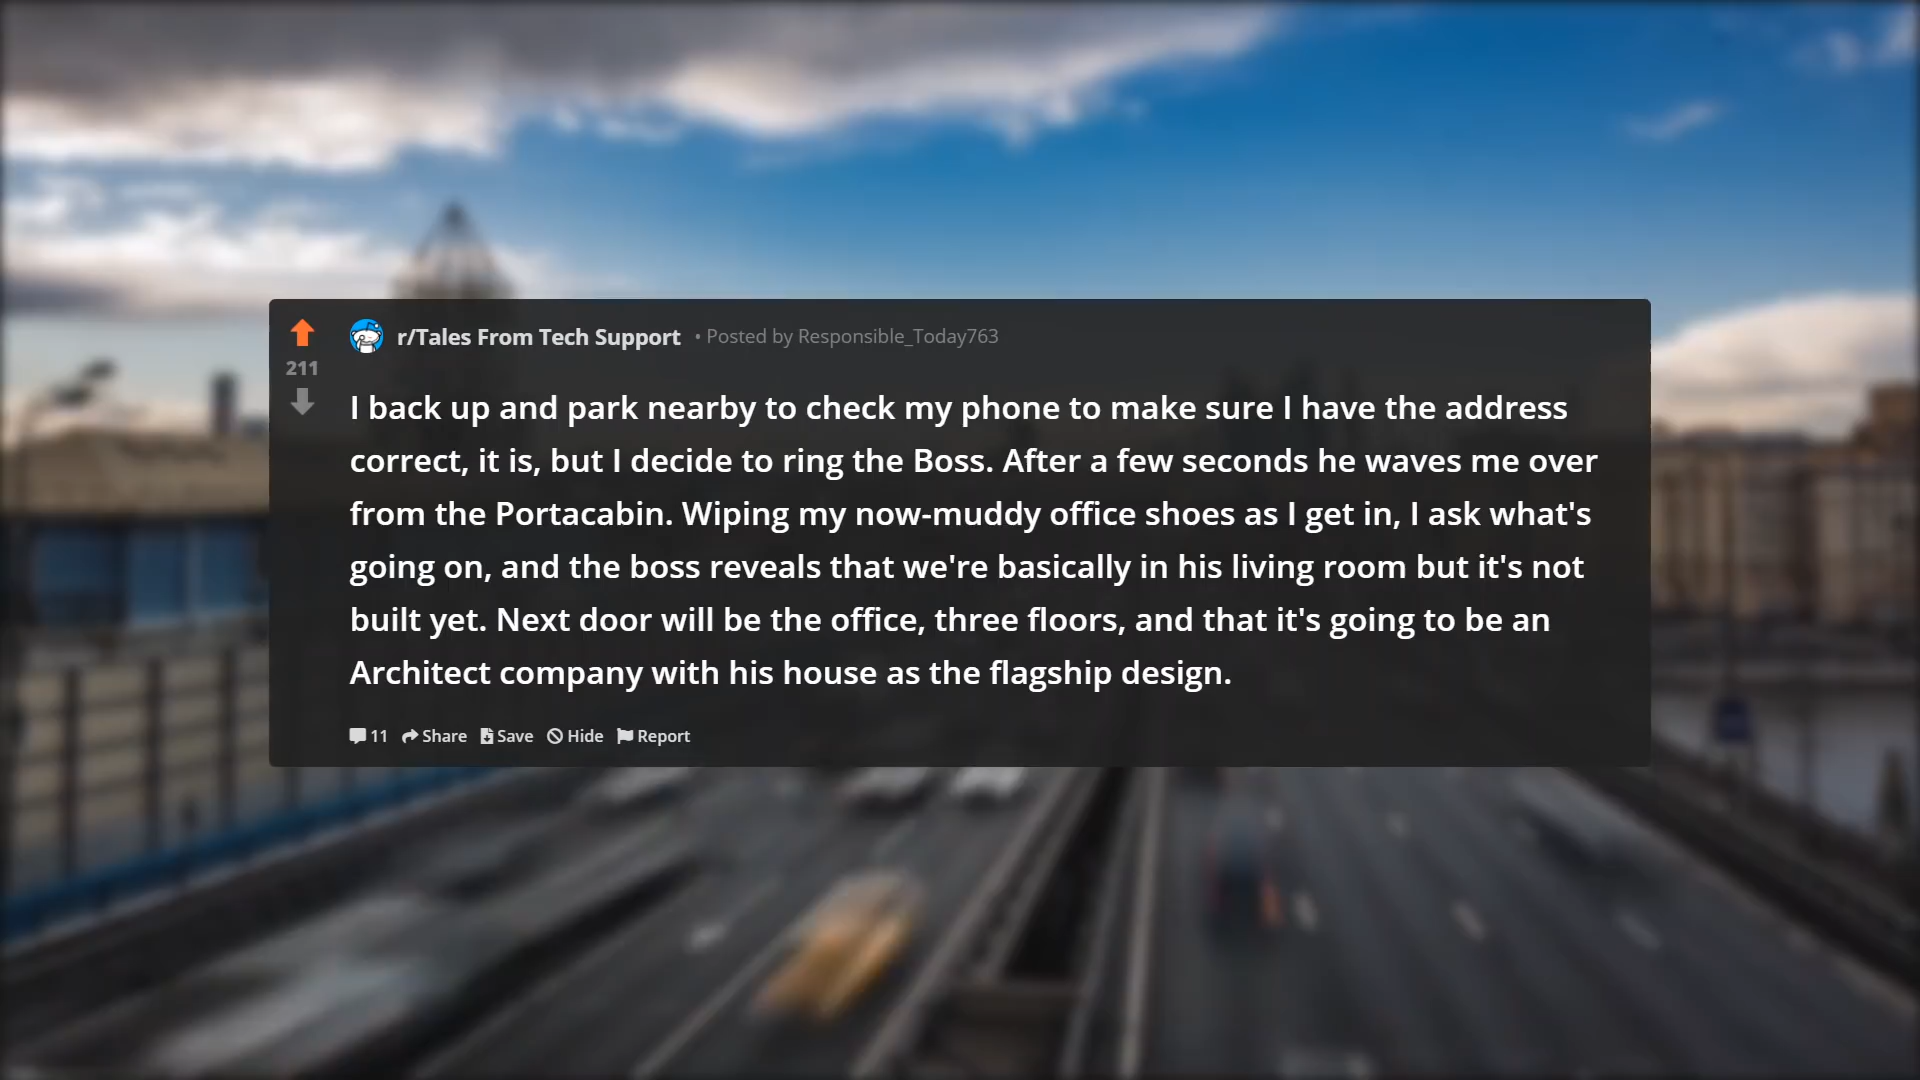 r/Tales From Tech Support • Posted by Responsible_Today763
211
I back up and park nearby to check my phone to make sure I have the address
correct, it is, but I decide to ring the Boss. After a few seconds he waves me over
from the Portacabin. Wiping my now-muddy office shoes as I get in, I ask what's
going on, and the boss reveals that we're basically in his living room but it's not
built yet. Next door will be the office, three floors, and that it's going to be an
Architect company with his house as the flagship design.
11 Share Save Hide Report